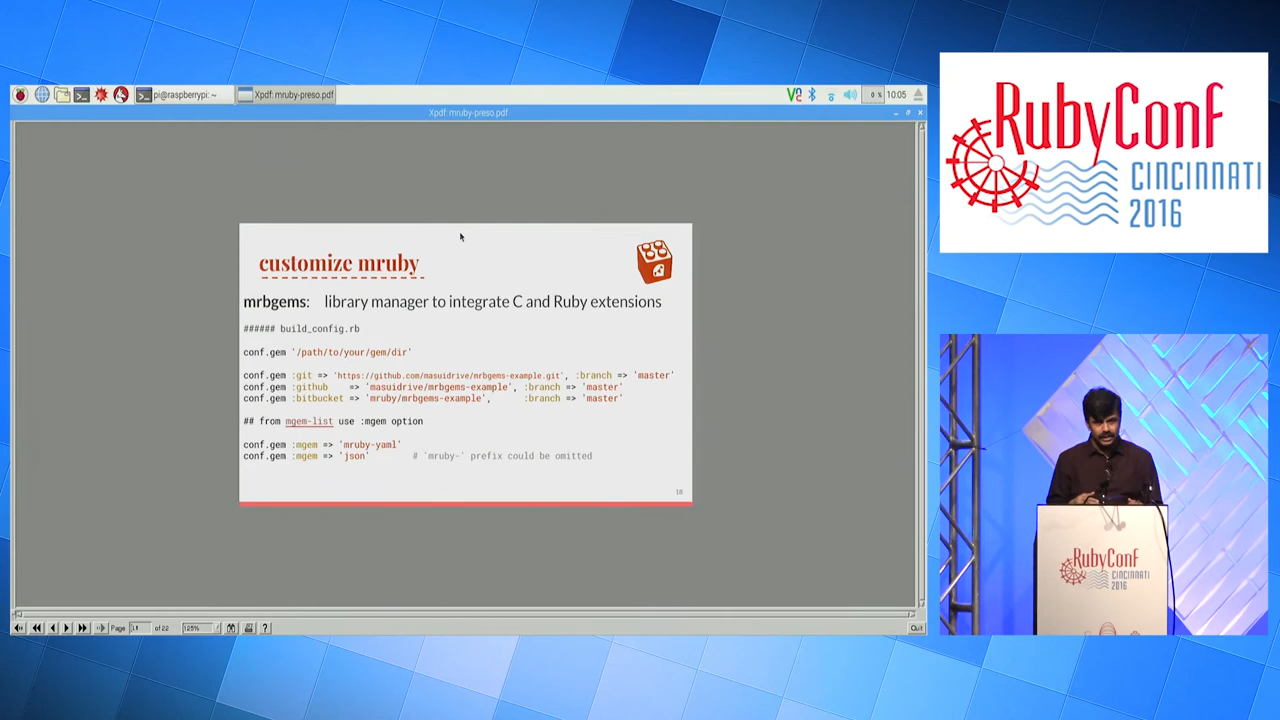 pi@raspberrypi: ~
Xpdf: mruby-preso.pdf
0 %
10:05
Xpdf: mruby-preso.pdf
customize mruby
mrbgems: library manager to integrate C and Ruby extensions
###### build_config.rb
conf.gem '/path/to/your/gem/dir'
conf.gem :git => 'https://github.com/masuidrive/mrbgems-example.git', :branch => 'master'
conf.gem :github => 'masuidrive/mrbgems-example', :branch => 'master'
conf.gem :bitbucket => 'mruby/mrbgems-example', :branch => 'master'
## from mgem-list use :mgem option
conf.gem :mgem => 'mruby-yaml'
conf.gem :mgem => 'json' # `mruby-` prefix could be omitted
18
Page
of 22
125%
?
Quit
RubyConf
CINCINNATI
2016
RubyConf
CINCINNATI
2016